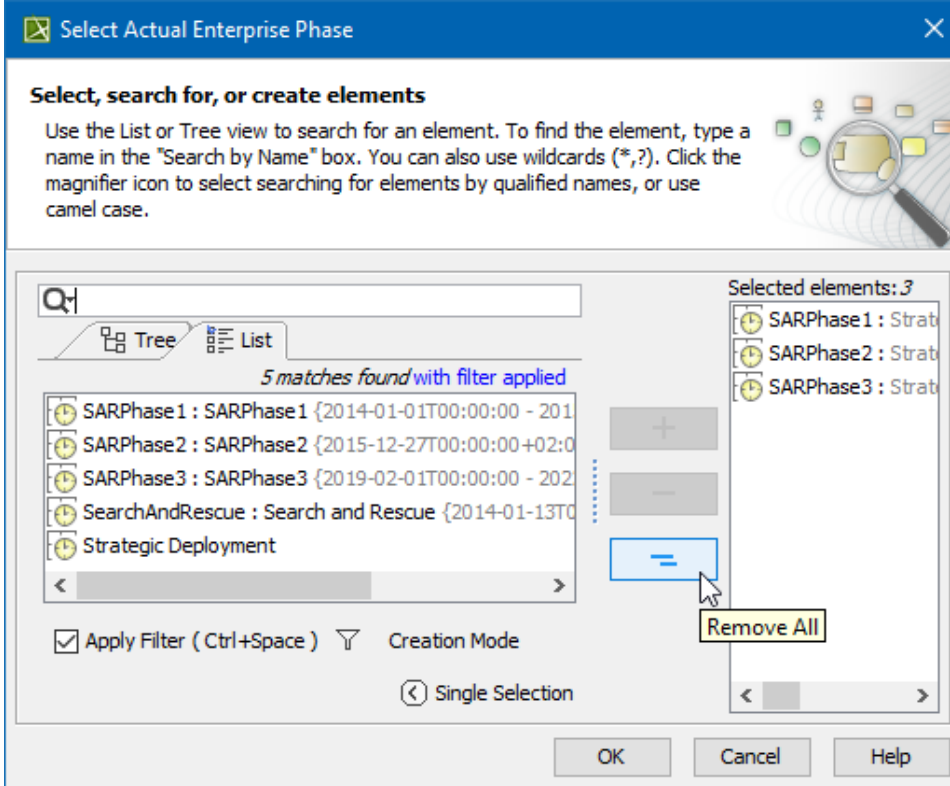 Select Actual Enterprise Phase
Select, search for, or create elements
Use the List or Tree view to search for an element. To find the element, type a
name in the "Search by Name" box. You can also use wildcards (*,?). Click the
magnifier icon to select searching for elements by qualified names, or use
camel case.
Tree
List
5 matches found with filter applied
SARPhase1 : SARPhase1 {2014-01-01T00:00:00 - 201
SARPhase2 : SARPhase2 {2015-12-27T00:00:00+02:0
SARPhase3 : SARPhase3 {2019-02-01T00:00:00 - 202
SearchAndRescue : Search and Rescue {2014-01-13T0
Strategic Deployment
Apply Filter ( Ctrl+Space )
Creation Mode
Single Selection
Remove All
Selected elements: 3
SARPhase1 : Strat
SARPhase2 : Strat
SARPhase3 : Strat
OK
Cancel
Help